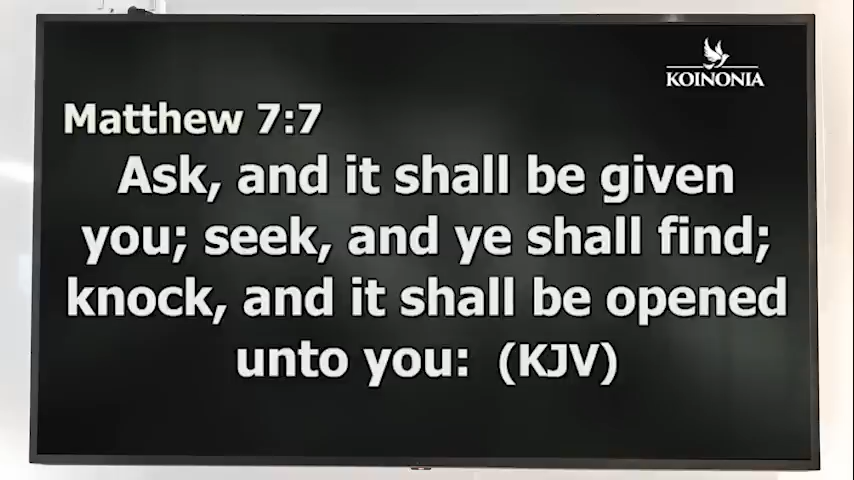 KOINONIA
Matthew 7:7
Ask, and it shall be given
you; seek, and ye shall find;
knock, and it shall be opened
unto you: (KJV)